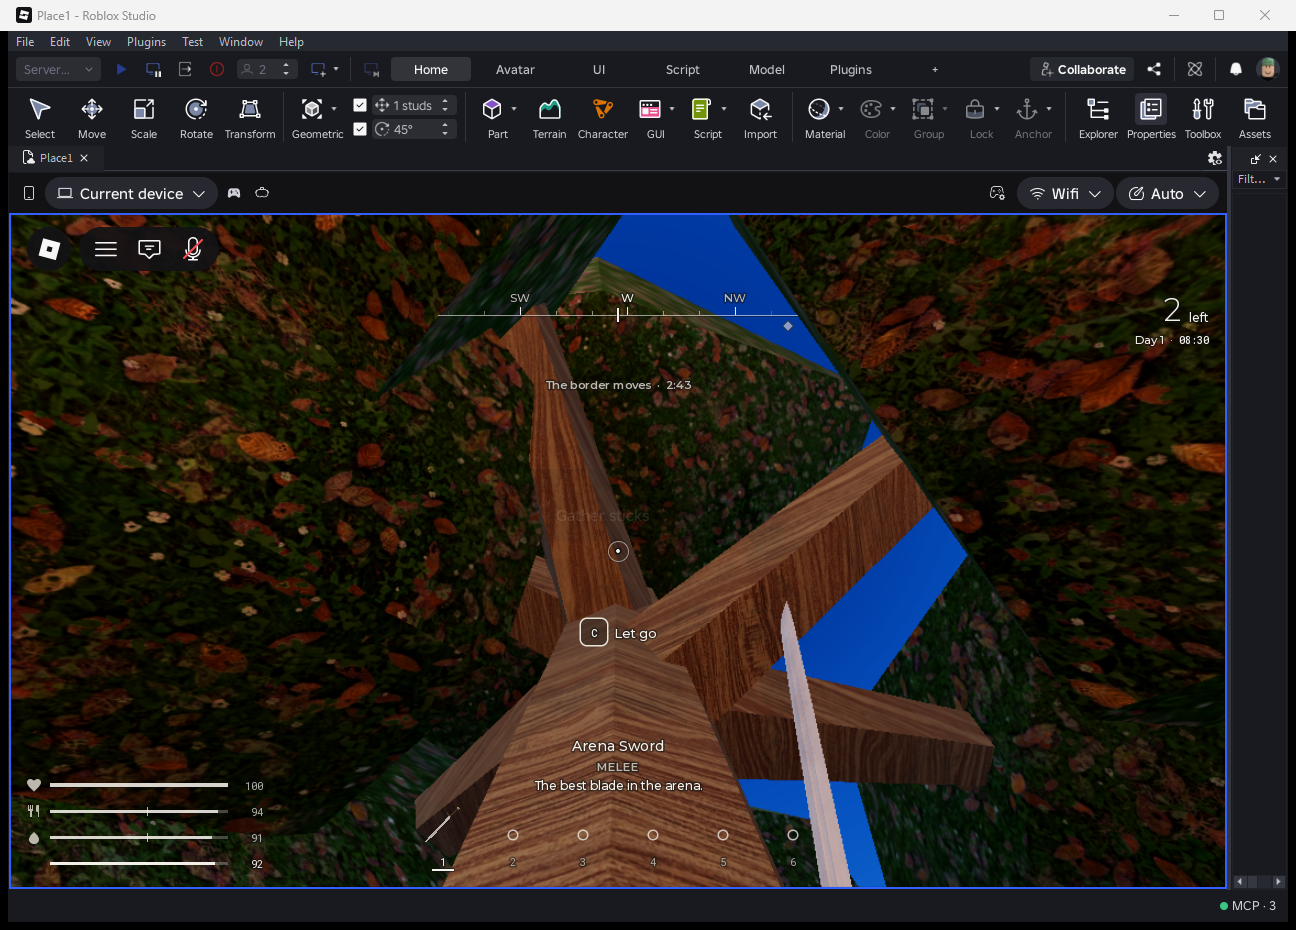 Place1 - Roblox Studio
File Edit View Plugins Test Window Help
Server... 2 Home Avatar UI Script Model Plugins + Collaborate
1 studs
45°
Select Move Scale Rotate Transform Geometric Part Terrain Character GUI Script Import Material Color Group Lock Anchor Explorer Properties Toolbox Assets
Place1
Filt...
Current device Wifi Auto
SW W NW
2 left
Day 1 · 08:30
The border moves · 2:43
Gather sticks
C Let go
Arena Sword
MELEE
The best blade in the arena.
100
94
91
92
1 2 3 4 5 6
MCP · 3